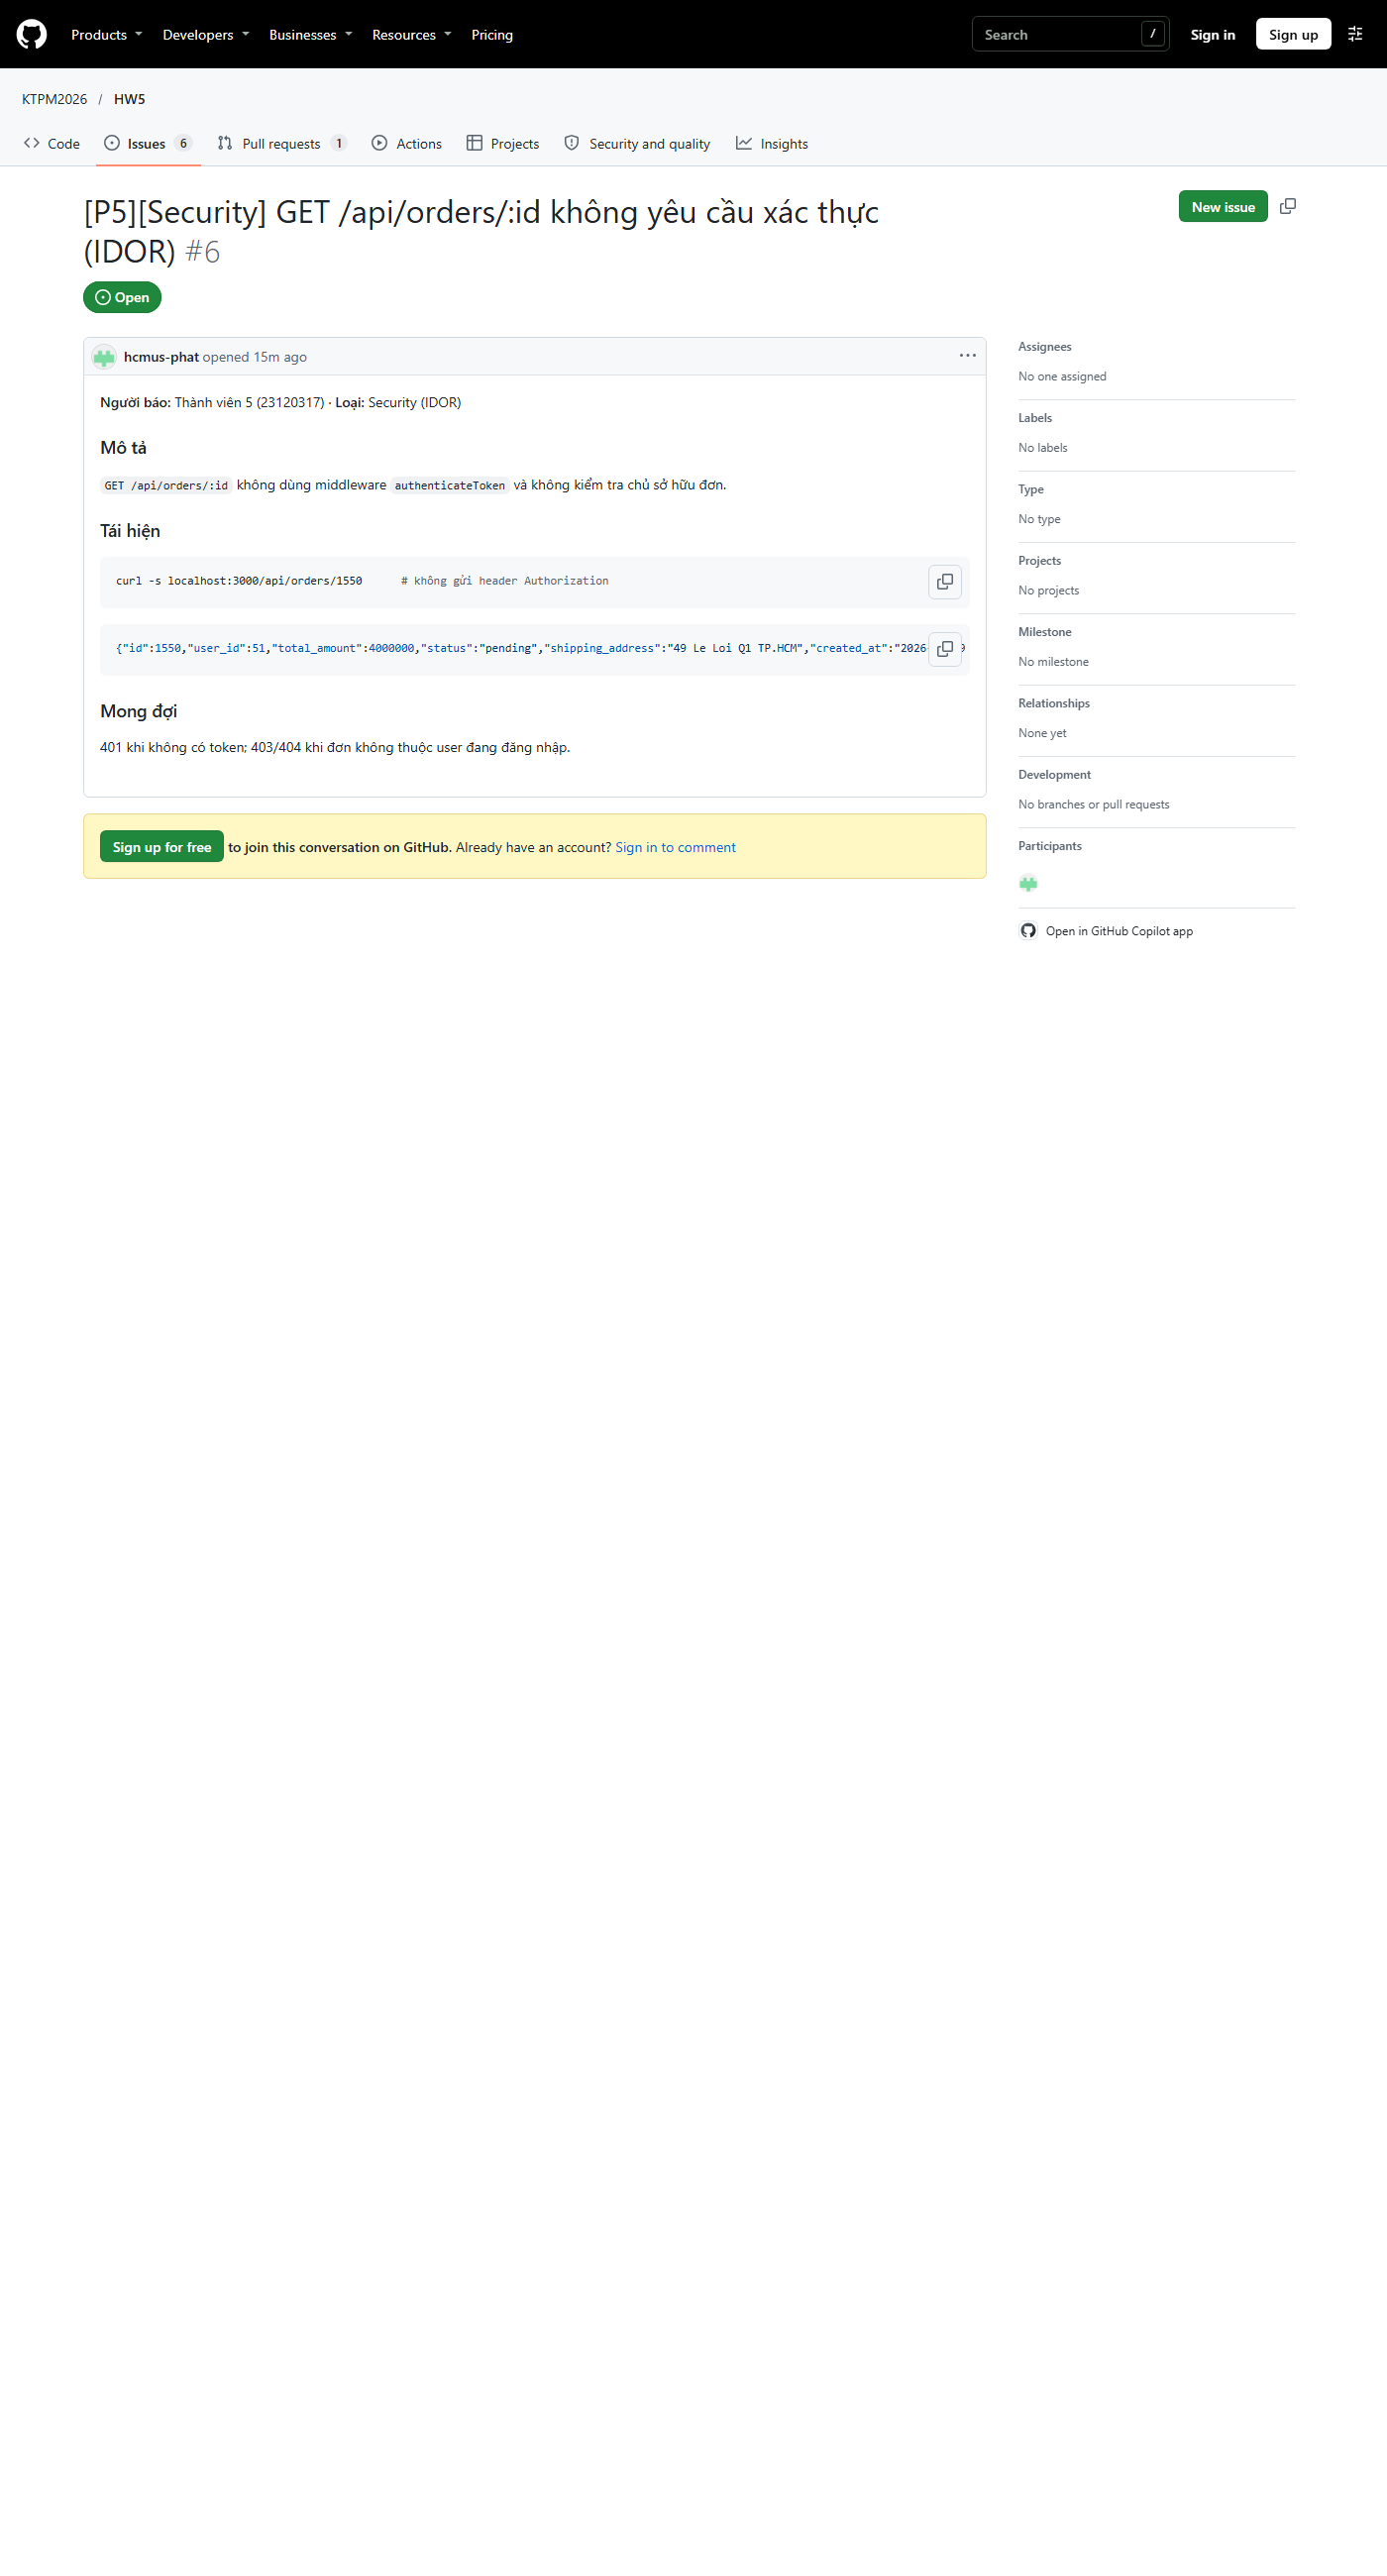 Products Developers Businesses Resources Pricing Search / Sign in Sign up
KTPM2026 / HW5
Code Issues 6 Pull requests 1 Actions Projects Security and quality Insights
[P5][Security] GET /api/orders/:id không yêu cầu xác thực
(IDOR) #6
New issue
Open
hcmus-phat opened 15m ago
Người báo: Thành viên 5 (23120317) · Loại: Security (IDOR)
Mô tả
GET /api/orders/:id không dùng middleware authenticateToken và không kiểm tra chủ sở hữu đơn.
Tái hiện
curl -s localhost:3000/api/orders/1550 # không gửi header Authorization
{"id":1550,"user_id":51,"total_amount":4000000,"status":"pending","shipping_address":"49 Le Loi Q1 TP.HCM","created_at":"2026
Mong đợi
401 khi không có token; 403/404 khi đơn không thuộc user đang đăng nhập.
Sign up for free to join this conversation on GitHub. Already have an account? Sign in to comment
Assignees
No one assigned
Labels
No labels
Type
No type
Projects
No projects
Milestone
No milestone
Relationships
None yet
Development
No branches or pull requests
Participants
Open in GitHub Copilot app